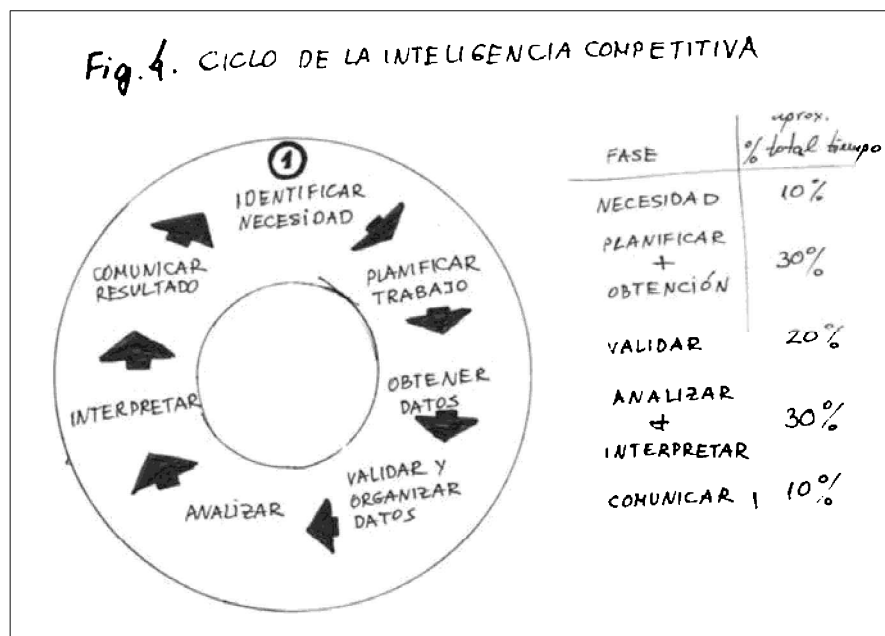 Fig. 4. CICLO DE LA INTELIGENCIA COMPETITIVA
1
IDENTIFICAR
NECESIDAD
PLANIFICAR
TRABAJO
OBTENER
DATOS
VALIDAR Y
ORGANIZAR
DATOS
ANALIZAR
INTERPRETAR
COMUNICAR
RESULTADO
aprox.
FASE % total tiempo
NECESIDAD 10%
PLANIFICAR
+ 30%
OBTENCIÓN
VALIDAR 20%
ANALIZAR
+ 30%
INTERPRETAR
COMUNICAR 10%